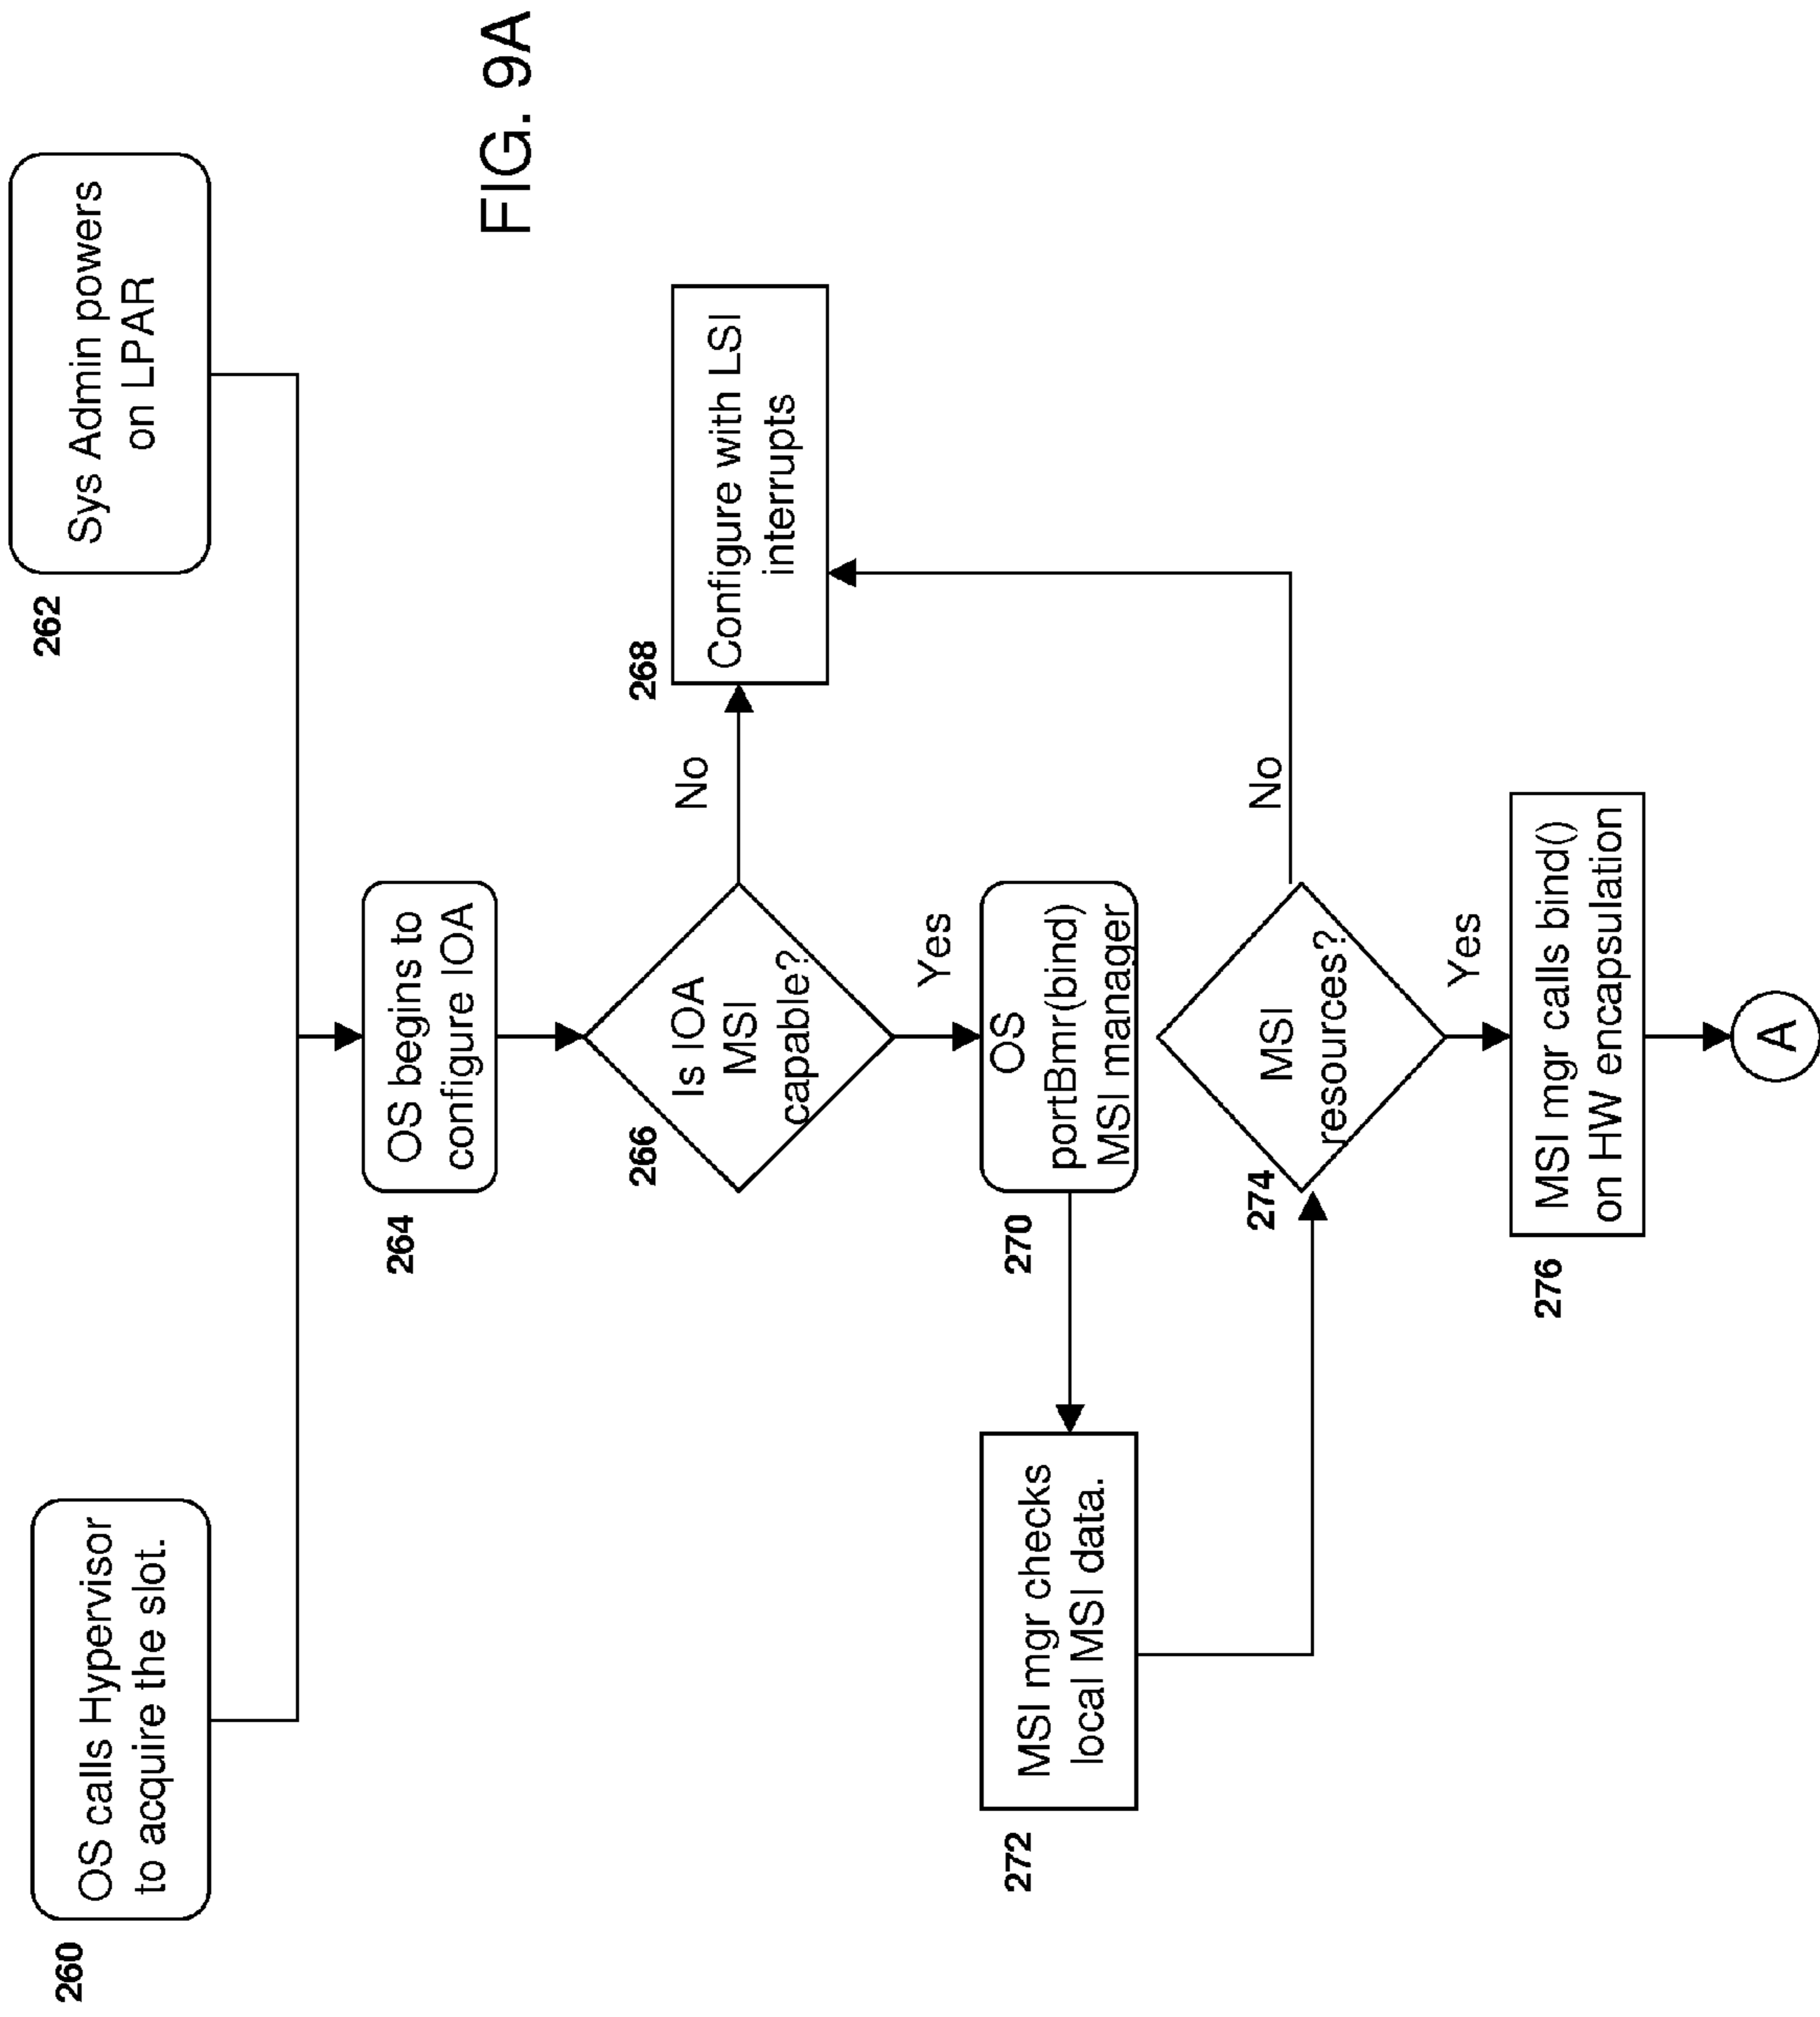 260
OS calls Hypervisor
to acquire the slot.
262
Sys Admin powers
on LPAR
264
OS begins to
configure IOA
FIG. 9A
266
Is IOA
MSI
capable?
No
268
Configure with LSI
interrupts
Yes
270
OS
portBmr(bind)
MSI manager
272
MSI mgr checks
local MSI data.
274
MSI
resources?
No
Yes
276
MSI mgr calls bind()
on HW encapsulation
A